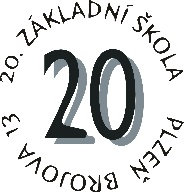 20. ZÁKLADNÍ ŠKOLA
20
PLZEŇ BROJOVA 13